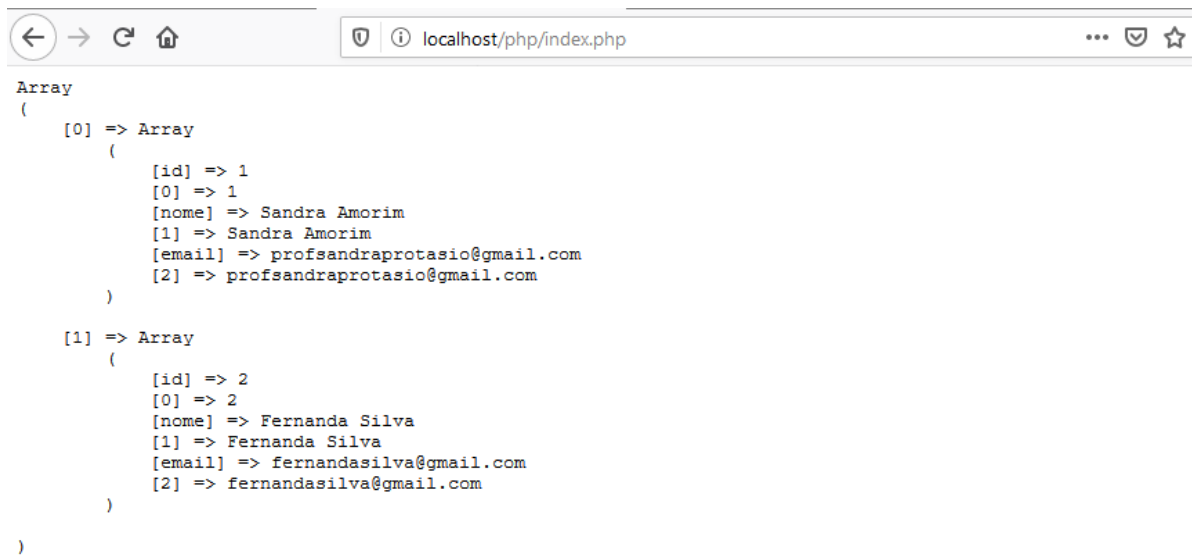 localhost/php/index.php
Array
(
    [0] => Array
        (
            [id] => 1
            [0] => 1
            [nome] => Sandra Amorim
            [1] => Sandra Amorim
            [email] => profsandraprotasio@gmail.com
            [2] => profsandraprotasio@gmail.com
        )
    [1] => Array
        (
            [id] => 2
            [0] => 2
            [nome] => Fernanda Silva
            [1] => Fernanda Silva
            [email] => fernandasilva@gmail.com
            [2] => fernandasilva@gmail.com
        )
)